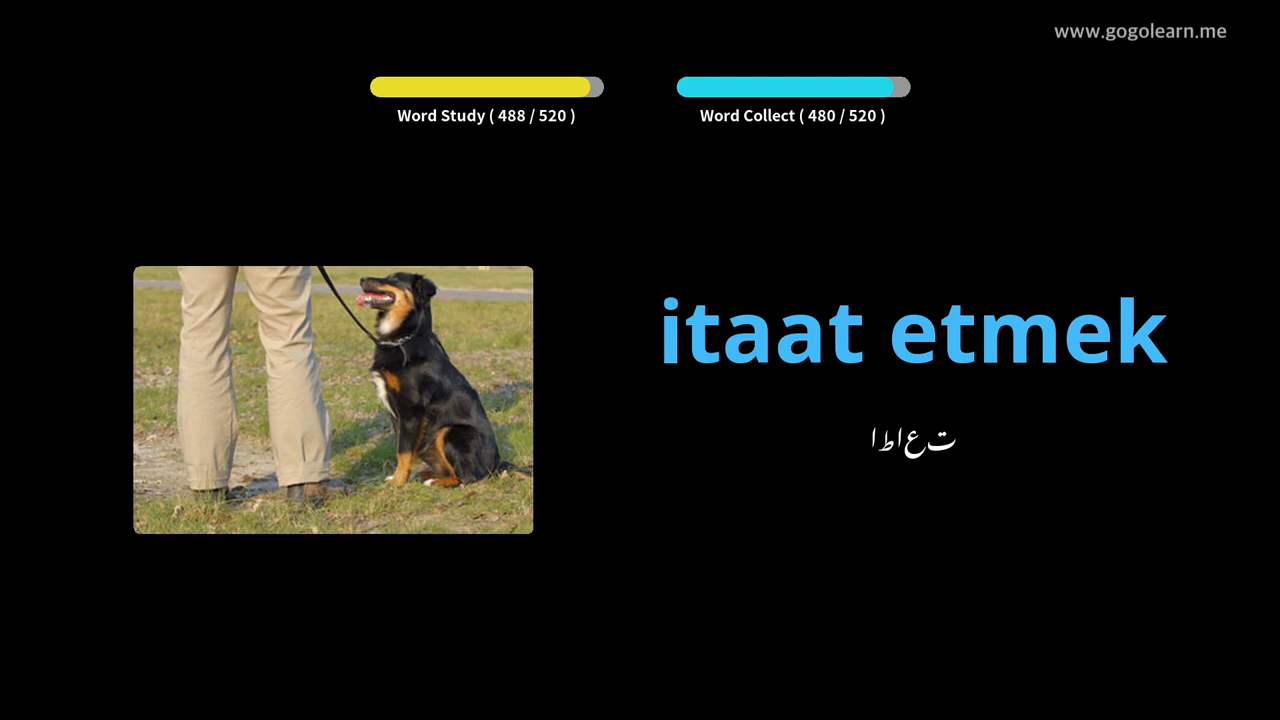 www.gogolearn.me
Word Study ( 488 / 520 )
Word Collect ( 480 / 520 )
itaat etmek
اطاعت